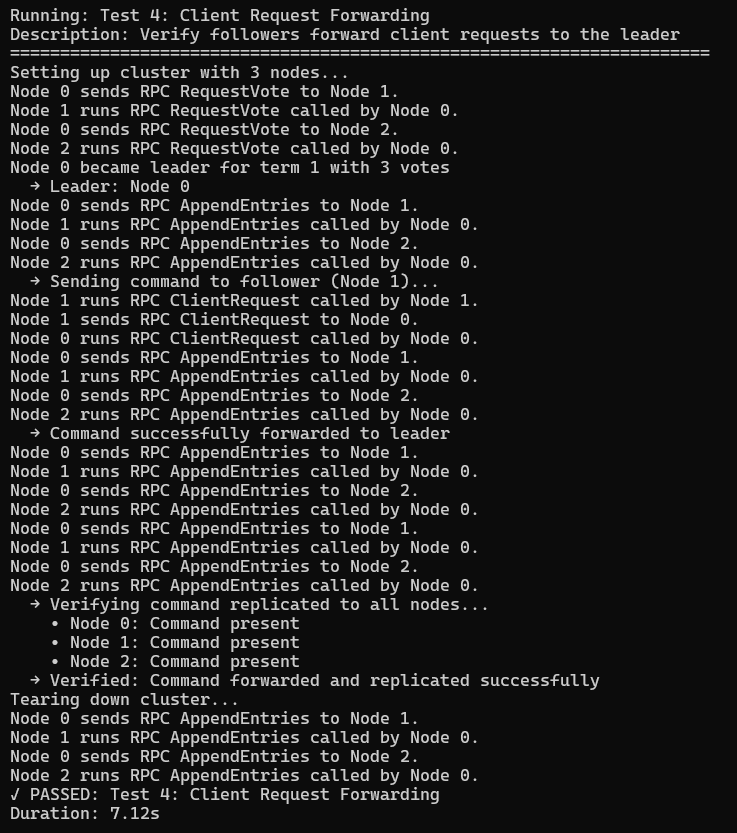 Running: Test 4: Client Request Forwarding
Description: Verify followers forward client requests to the leader
======================================================================
Setting up cluster with 3 nodes...
Node 0 sends RPC RequestVote to Node 1.
Node 1 runs RPC RequestVote called by Node 0.
Node 0 sends RPC RequestVote to Node 2.
Node 2 runs RPC RequestVote called by Node 0.
Node 0 became leader for term 1 with 3 votes
  → Leader: Node 0
Node 0 sends RPC AppendEntries to Node 1.
Node 1 runs RPC AppendEntries called by Node 0.
Node 0 sends RPC AppendEntries to Node 2.
Node 2 runs RPC AppendEntries called by Node 0.
  → Sending command to follower (Node 1)...
Node 1 runs RPC ClientRequest called by Node 1.
Node 1 sends RPC ClientRequest to Node 0.
Node 0 runs RPC ClientRequest called by Node 0.
Node 0 sends RPC AppendEntries to Node 1.
Node 1 runs RPC AppendEntries called by Node 0.
Node 0 sends RPC AppendEntries to Node 2.
Node 2 runs RPC AppendEntries called by Node 0.
  → Command successfully forwarded to leader
Node 0 sends RPC AppendEntries to Node 1.
Node 1 runs RPC AppendEntries called by Node 0.
Node 0 sends RPC AppendEntries to Node 2.
Node 2 runs RPC AppendEntries called by Node 0.
Node 0 sends RPC AppendEntries to Node 1.
Node 1 runs RPC AppendEntries called by Node 0.
Node 0 sends RPC AppendEntries to Node 2.
Node 2 runs RPC AppendEntries called by Node 0.
  → Verifying command replicated to all nodes...
    • Node 0: Command present
    • Node 1: Command present
    • Node 2: Command present
  → Verified: Command forwarded and replicated successfully
Tearing down cluster...
Node 0 sends RPC AppendEntries to Node 1.
Node 1 runs RPC AppendEntries called by Node 0.
Node 0 sends RPC AppendEntries to Node 2.
Node 2 runs RPC AppendEntries called by Node 0.
✓ PASSED: Test 4: Client Request Forwarding
Duration: 7.12s